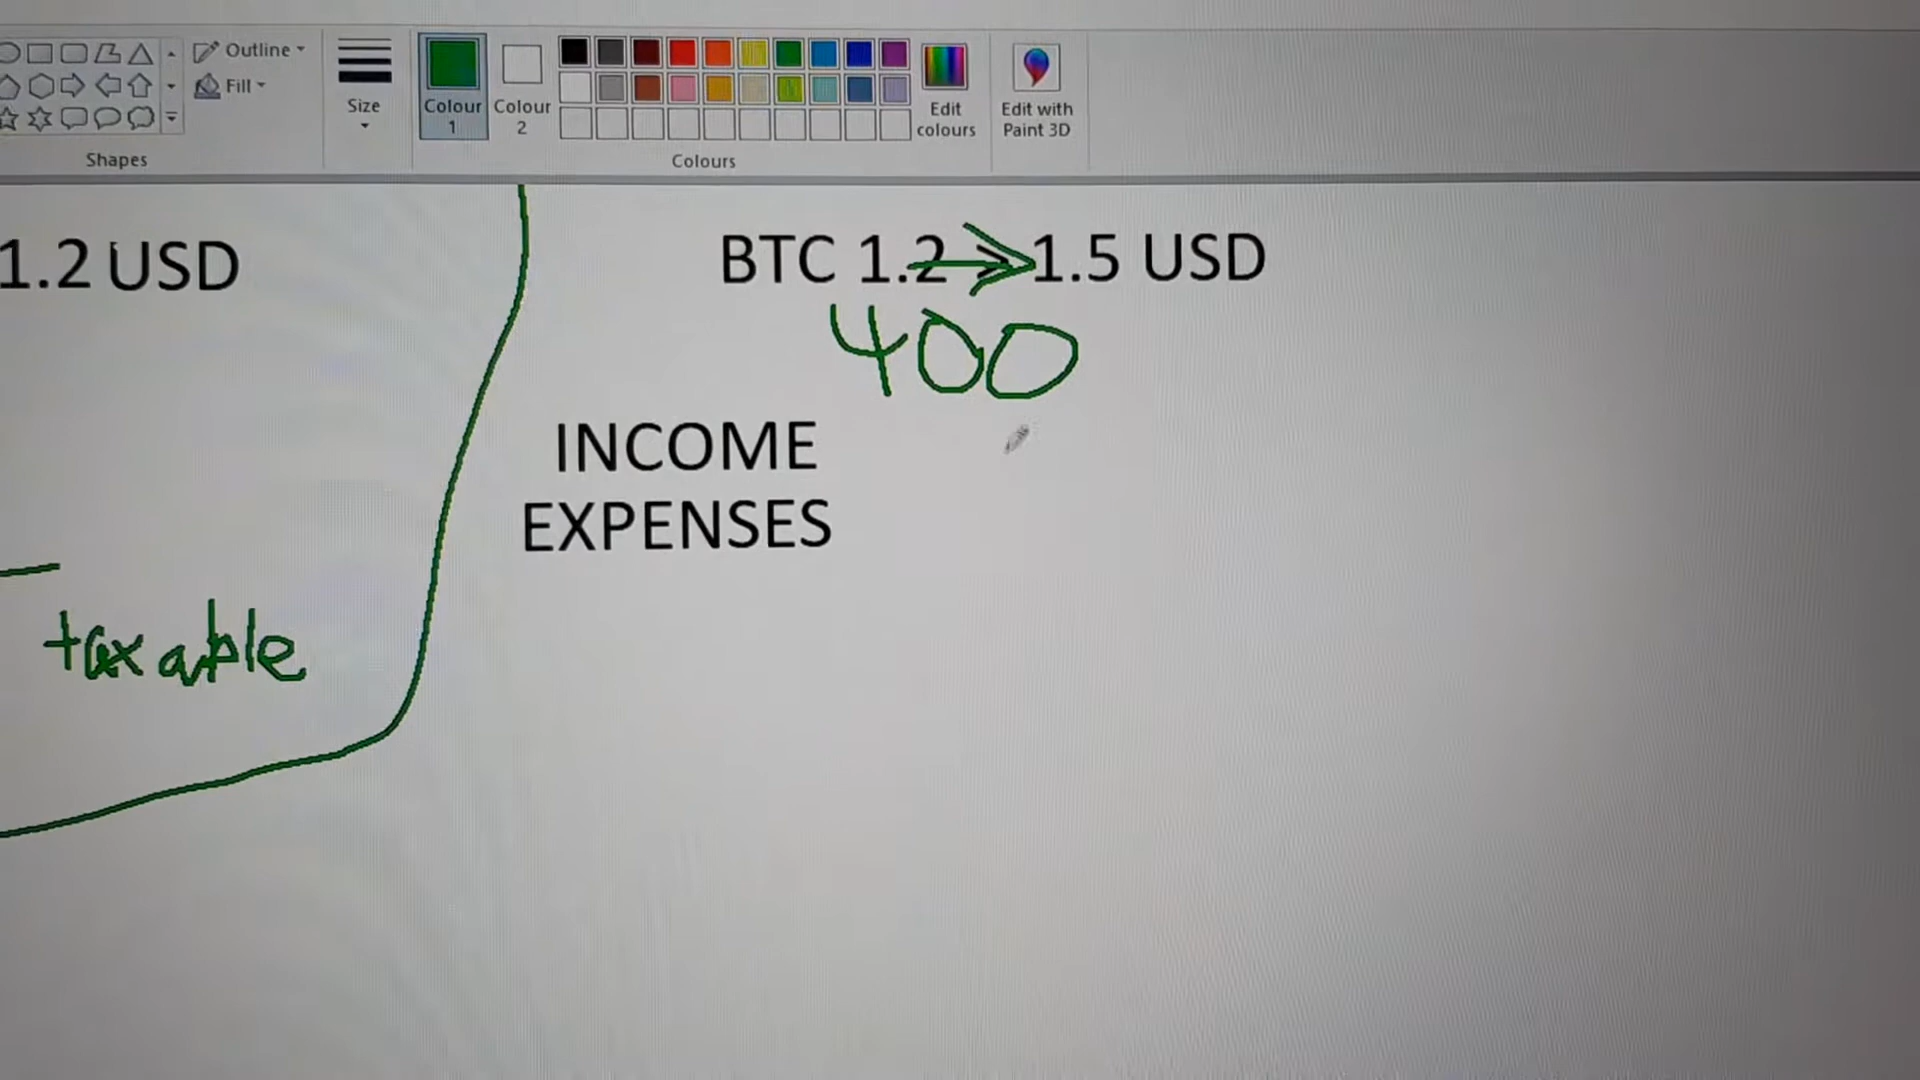 Outline
Fill
Size
Colour 1
Colour 2
Edit colours
Edit with Paint 3D
Shapes
Colours
1.2 USD
BTC 1.2 > 1.5 USD
400
INCOME
EXPENSES
taxable